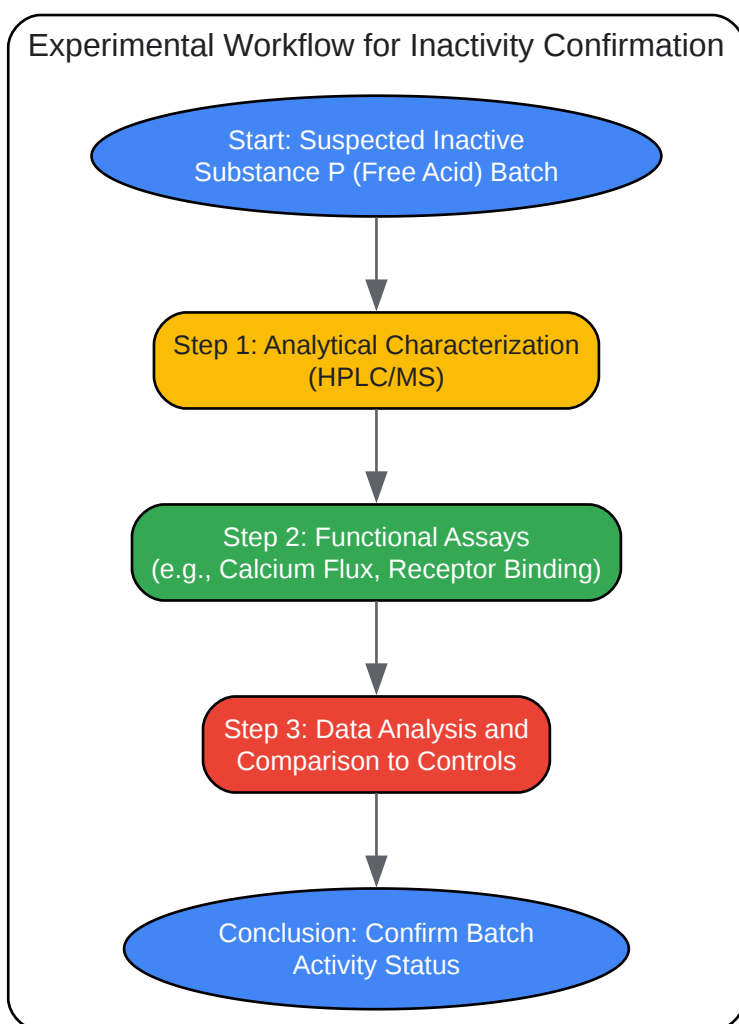 Experimental Workflow for Inactivity Confirmation
Start: Suspected Inactive
Substance P (Free Acid) Batch
Step 1: Analytical Characterization
(HPLC/MS)
Step 2: Functional Assays
(e.g., Calcium Flux, Receptor Binding)
Step 3: Data Analysis and
Comparison to Controls
Conclusion: Confirm Batch
Activity Status